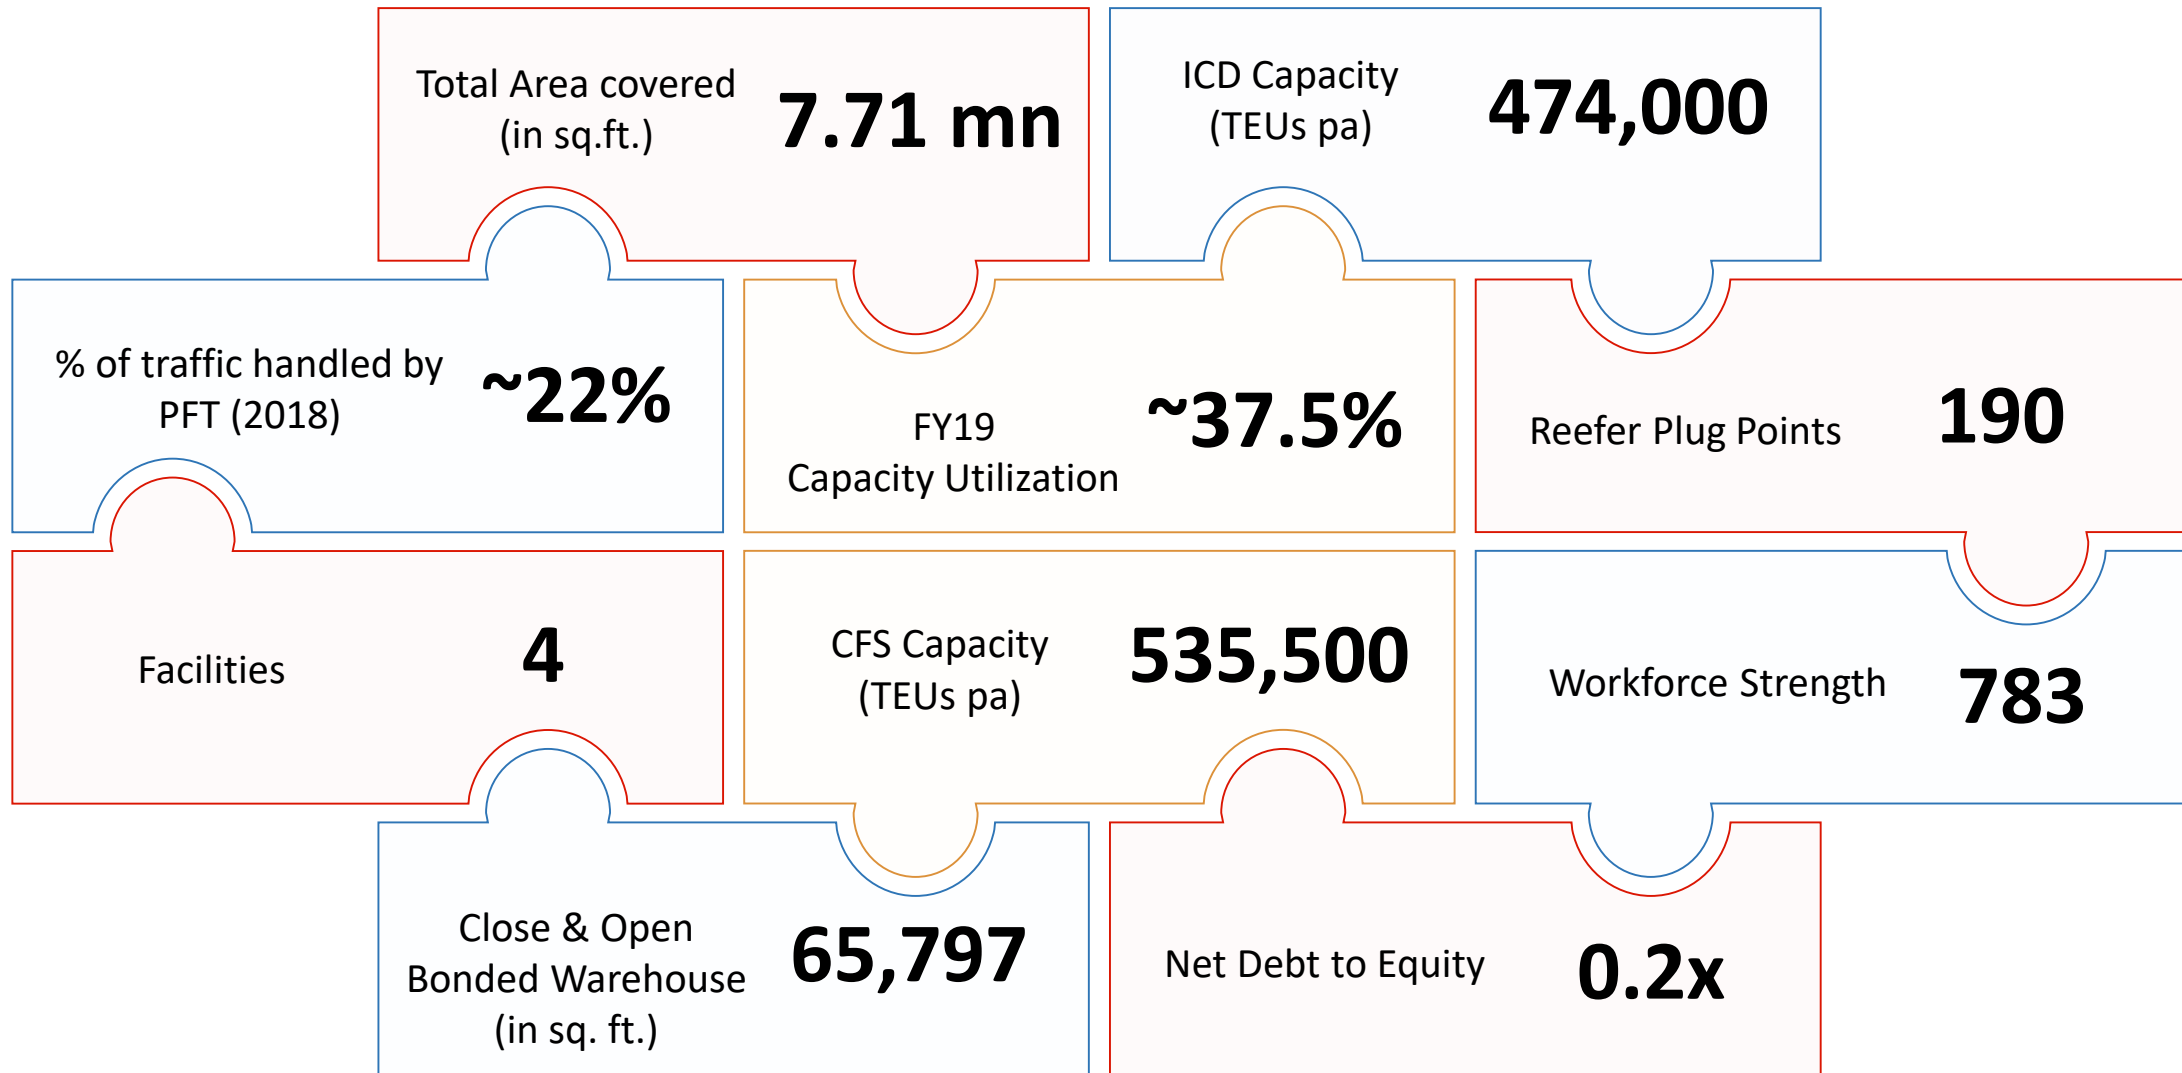 Total Area covered
(in sq.ft.)
7.71 mn
ICD Capacity
(TEUs pa)
474,000
% of traffic handled by
PFT (2018)
~22%
FY19
Capacity Utilization
~37.5%
Reefer Plug Points
190
Facilities
4
CFS Capacity
(TEUs pa)
535,500
Workforce Strength
783
Close & Open
Bonded Warehouse
(in sq. ft.)
65,797
Net Debt to Equity
0.2x